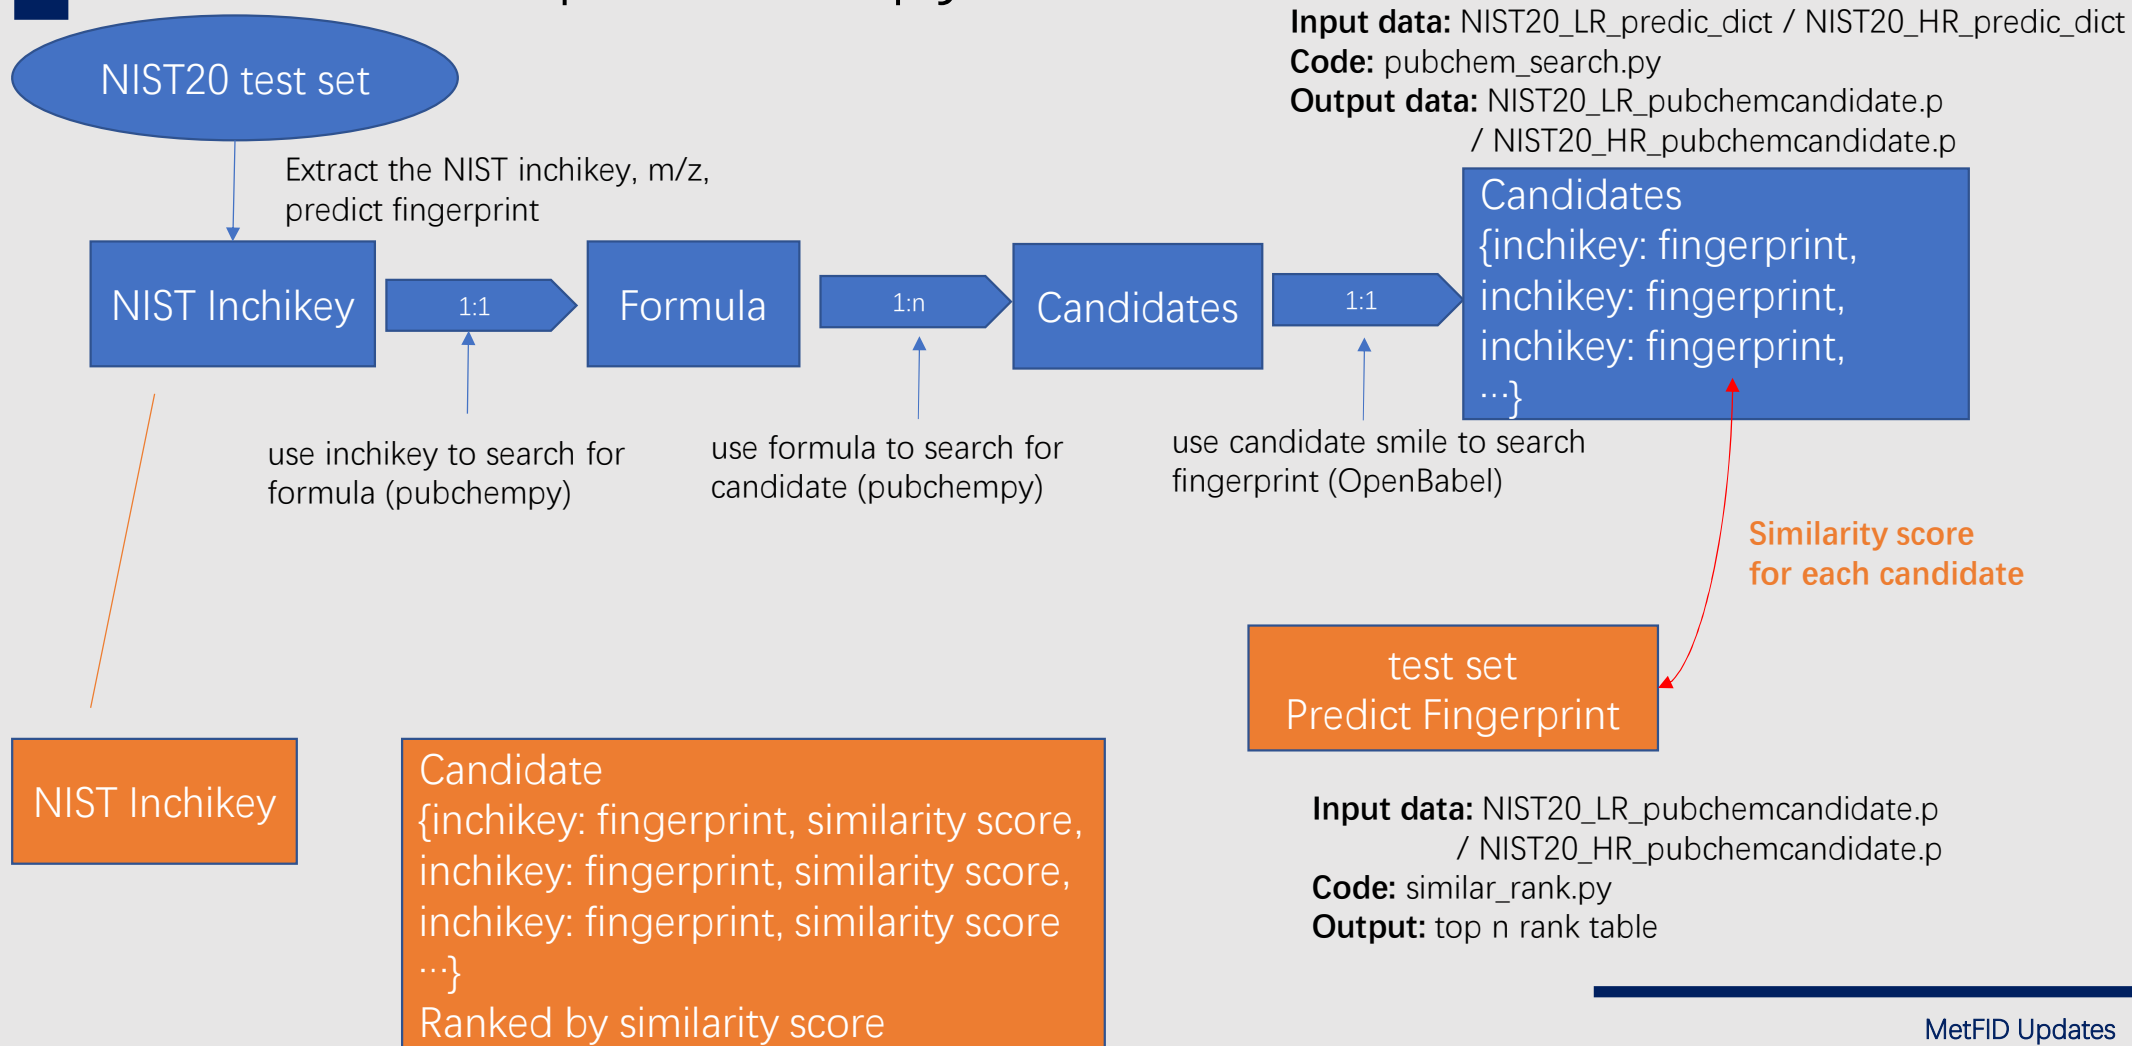 Input data: NIST20_LR_predic_dict / NIST20_HR_predic_dict
Code: pubchem_search.py
Output data: NIST20_LR_pubchemcandidate.p
/ NIST20_HR_pubchemcandidate.p
NIST20 test set
Extract the NIST inchikey, m/z,
predict fingerprint
NIST Inchikey
1:1
Formula
1:n
Candidates
1:1
Candidates
{inchikey: fingerprint,
inchikey: fingerprint,
inchikey: fingerprint,
…}
use inchikey to search for
formula (pubchempy)
use formula to search for
candidate (pubchempy)
use candidate smile to search
fingerprint (OpenBabel)
Similarity score
for each candidate
test set
Predict Fingerprint
NIST Inchikey
Candidate
{inchikey: fingerprint, similarity score,
inchikey: fingerprint, similarity score,
inchikey: fingerprint, similarity score
…}
Ranked by similarity score
Input data: NIST20_LR_pubchemcandidate.p
/ NIST20_HR_pubchemcandidate.p
Code: similar_rank.py
Output: top n rank table
MetFID Updates